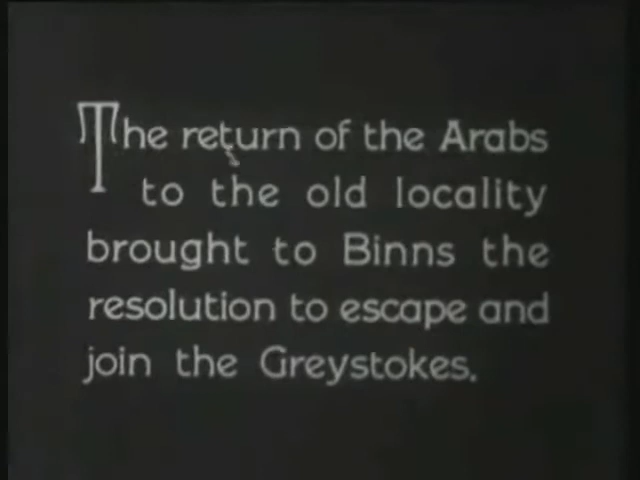 The return of the Arabs
to the old locality
brought to Binns the
resolution to escape and
join the Greystokes.